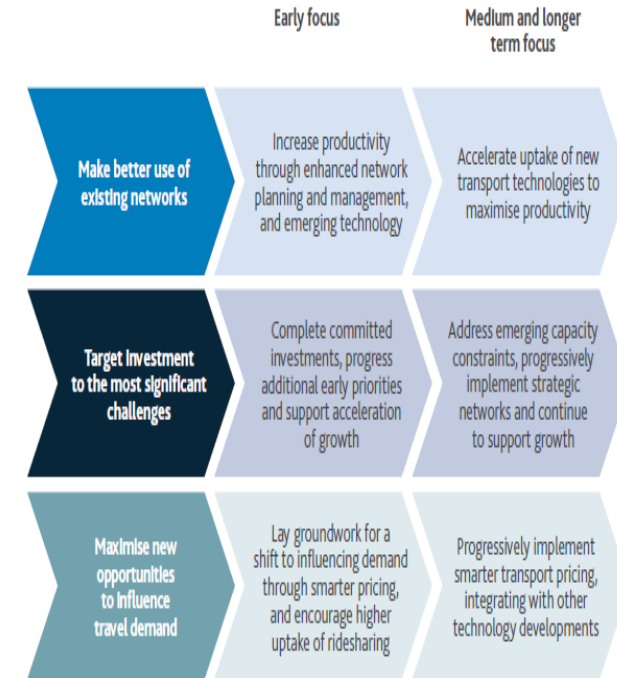 Early focus
Medium and longer
term focus
Make better use of
existing networks
Increase productivity
through enhanced network
planning and management,
and emerging technology
Accelerate uptake of new
transport technologies to
maximise productivity
Target Investment
to the most significant
challenges
Complete committed
investments, progress
additional early priorities
and support acceleration
of growth
Address emerging capacity
constraints, progressively
implement strategic
networks and continue
to support growth
Maximise new
opportunities
to influence
travel demand
Lay groundwork for a
shift to influencing demand
through smarter pricing,
and encourage higher
uptake of ridesharing
Progressively implement
smarter transport pricing,
integrating with other
technology developments